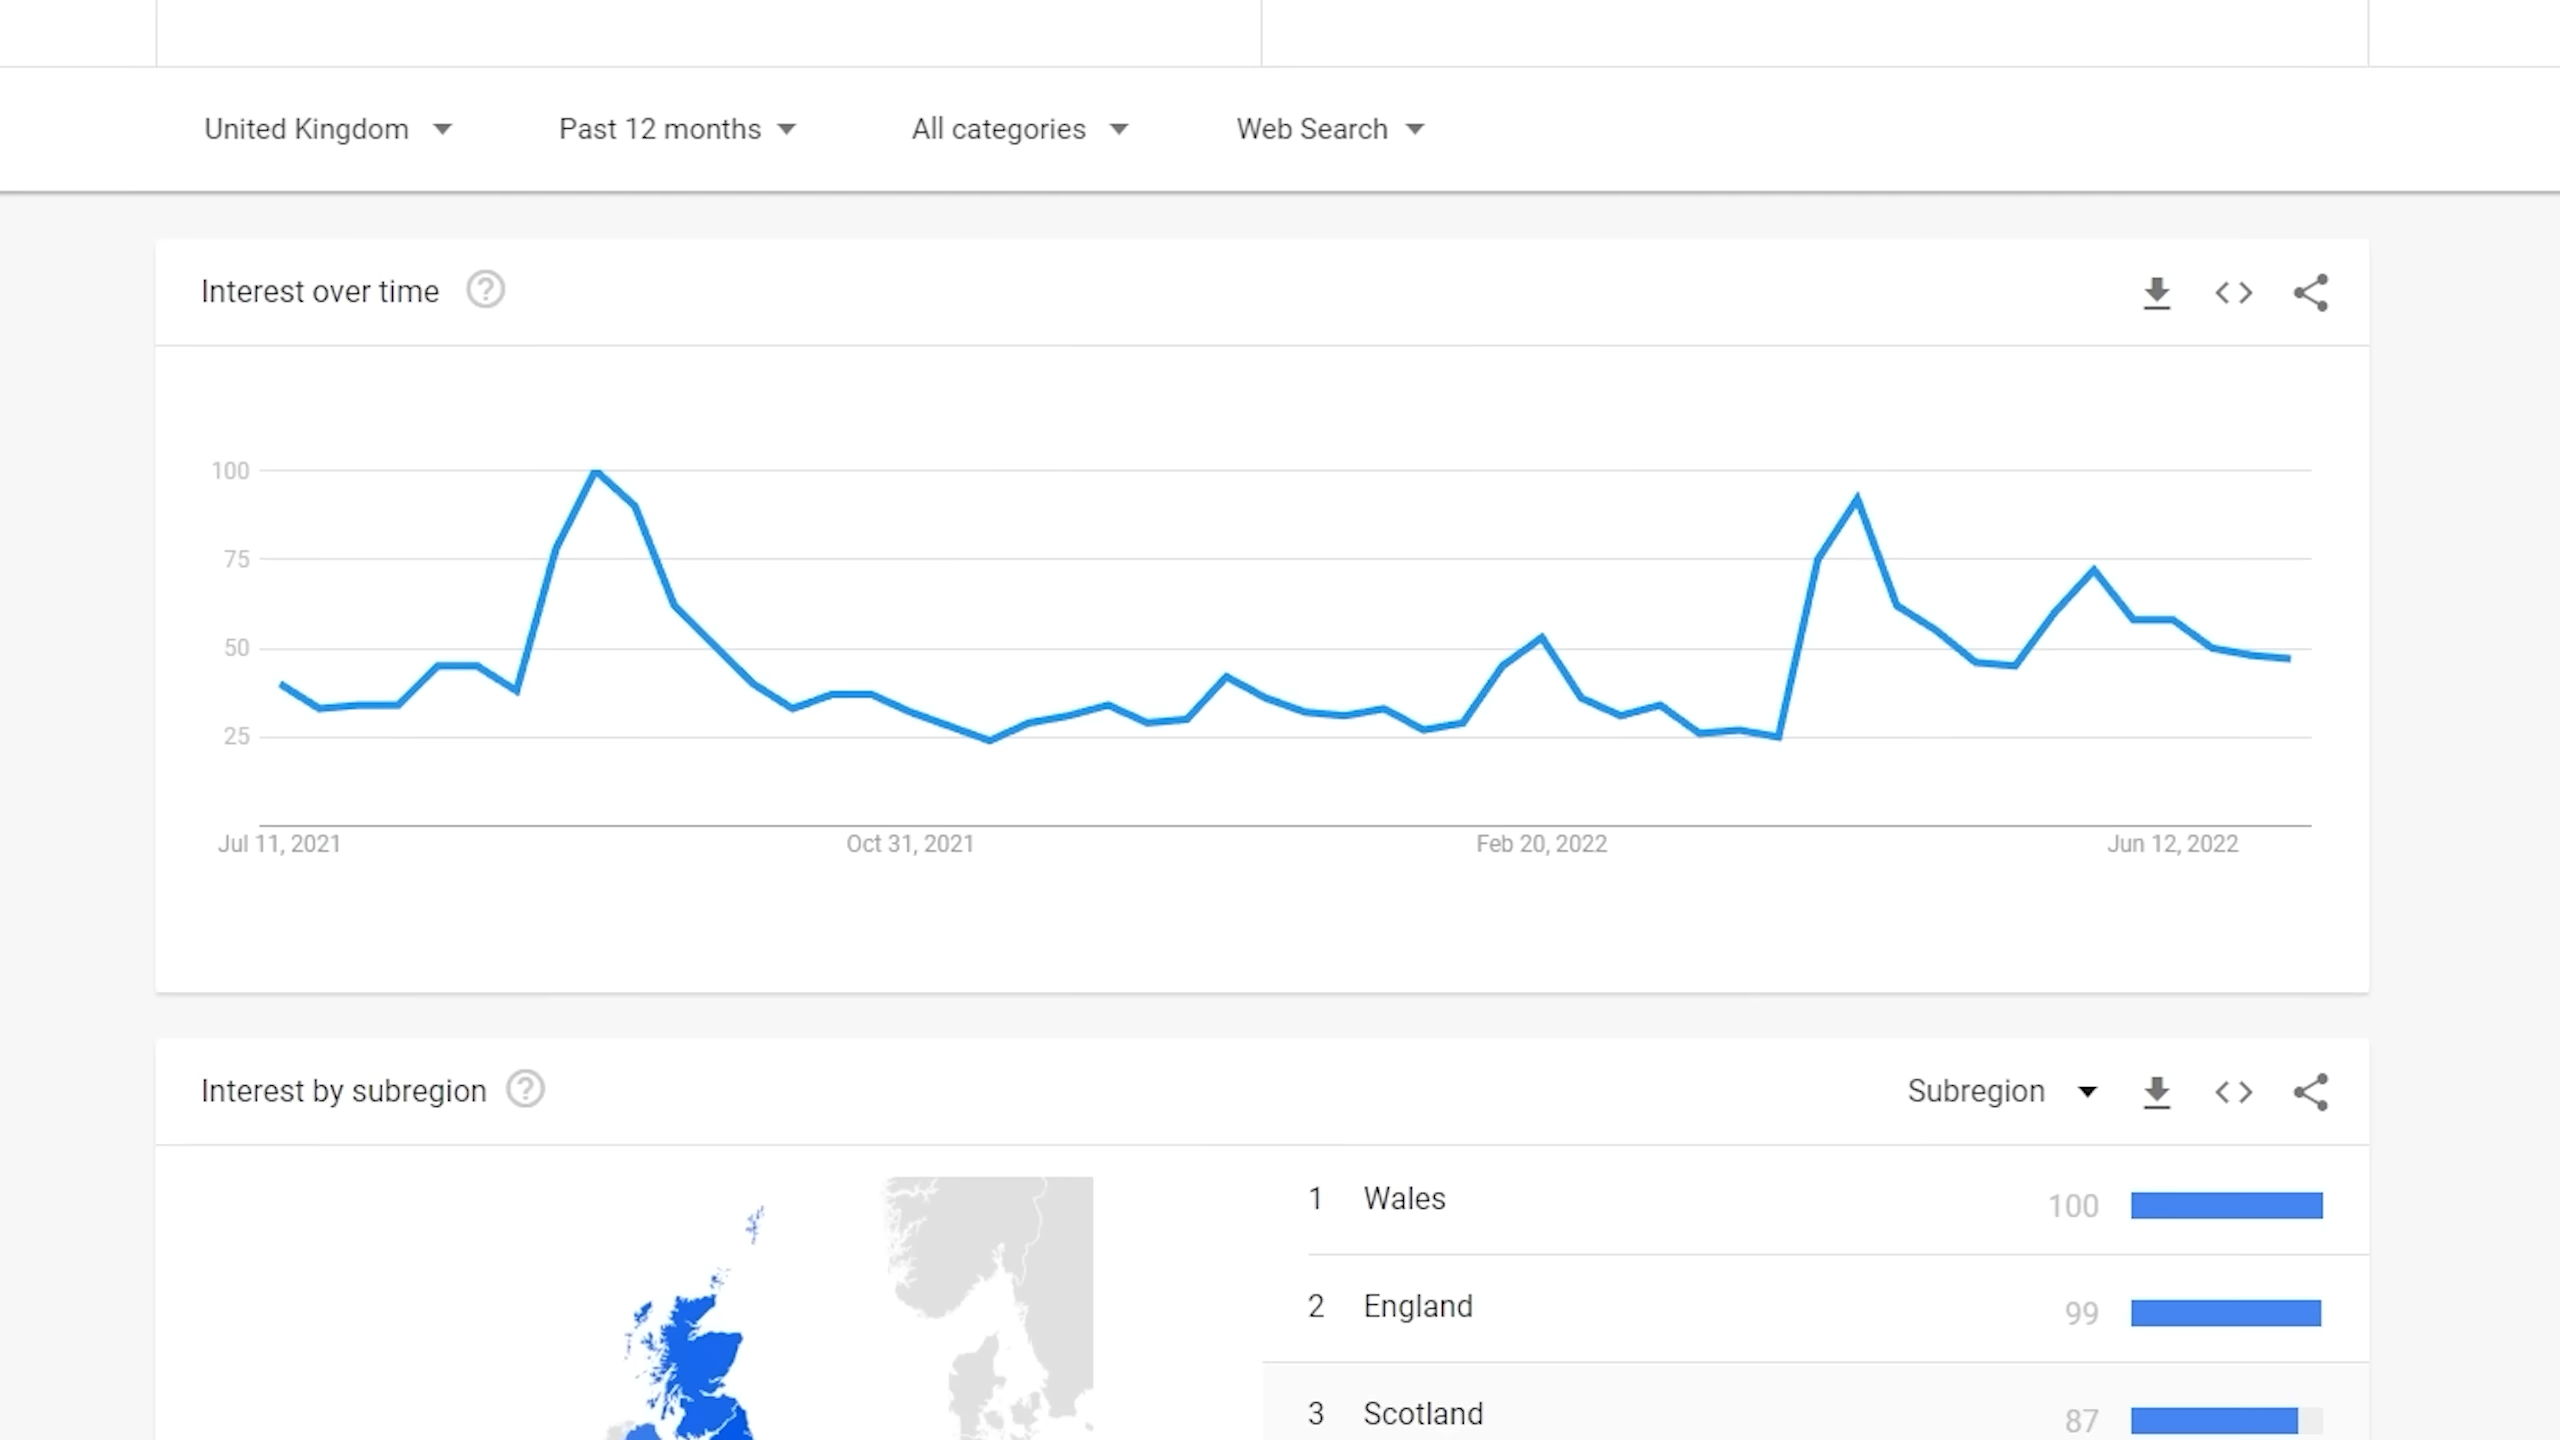 United Kingdom Past 12 months All categories Web Search
Interest over time ?
100
75
50
25
Jul 11, 2021 Oct 31, 2021 Feb 20, 2022 Jun 12, 2022
Interest by subregion ? Subregion
1 Wales 100
2 England 99
3 Scotland 87